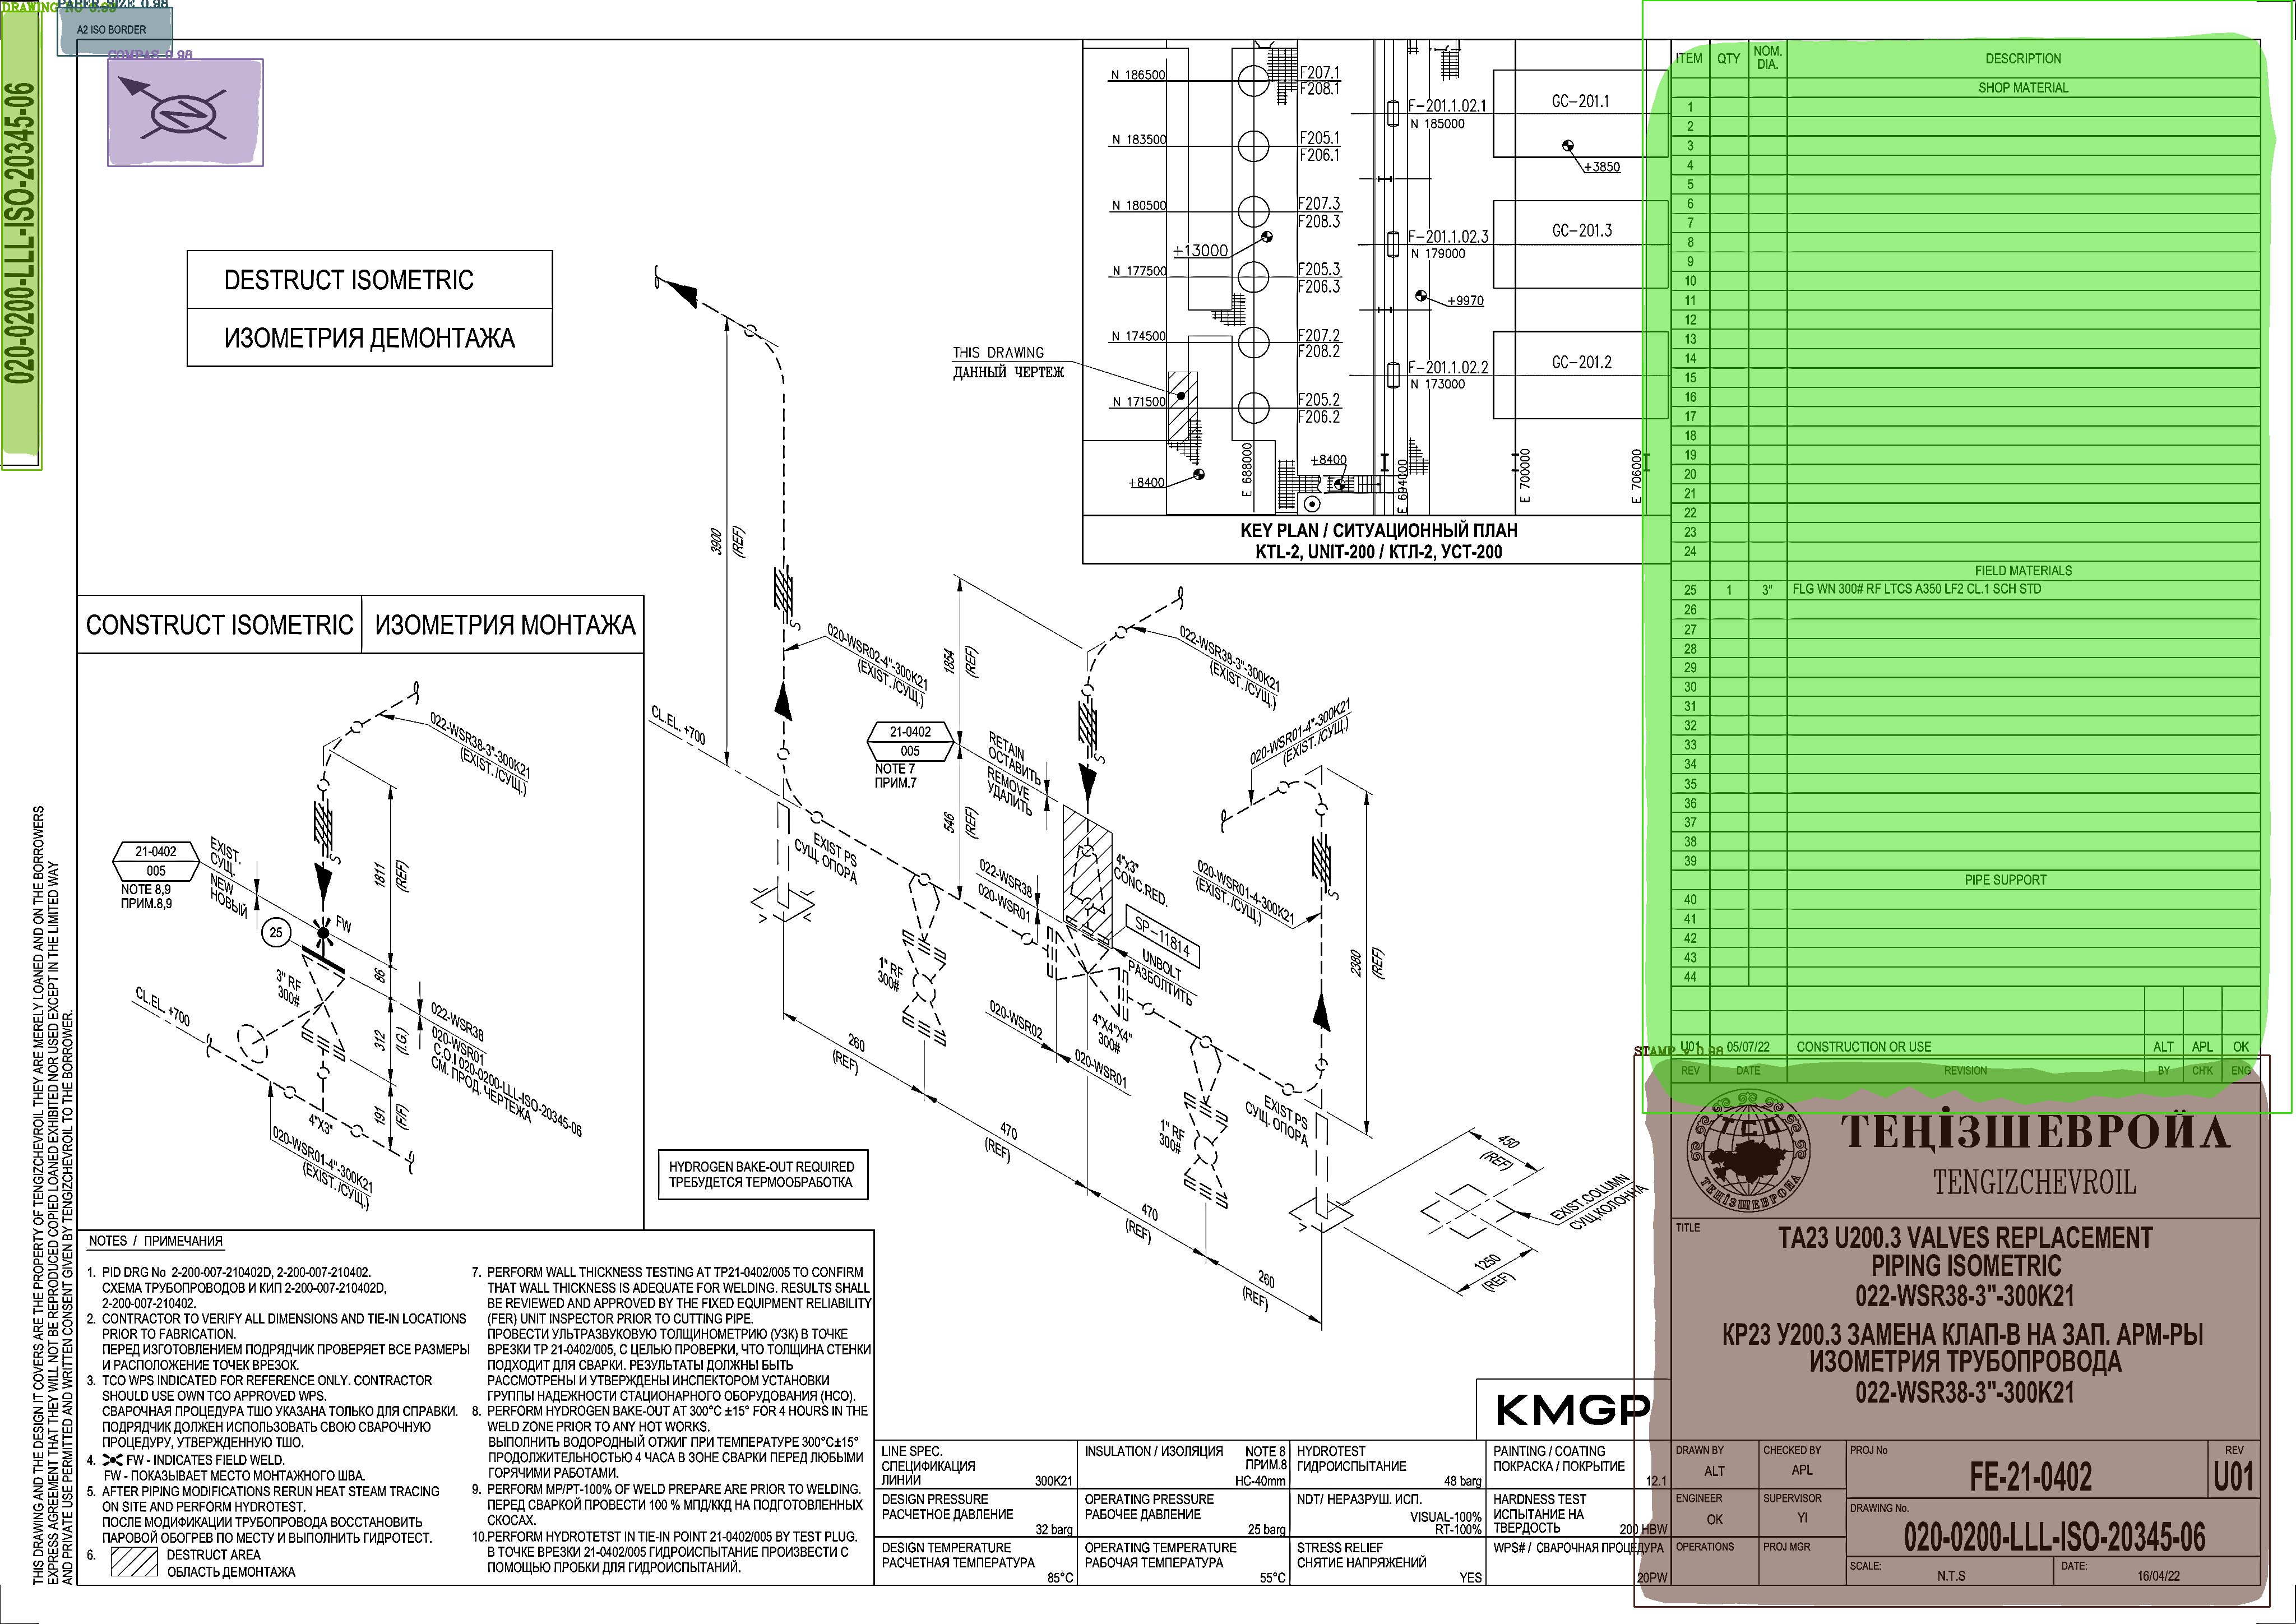 DRAWING NO 0.99
PAPER SIZE 0.98
A2 ISO BORDER
COMPAS 0.98
020-0200-LLL-ISO-20345-06
DESTRUCT ISOMETRIC
ИЗОМЕТРИЯ ДЕМОНТАЖА
N 186500
F207.1
F208.1
F-201.1.02.1
N 185000
GC-201.1
N 183500
F205.1
F206.1
+3850
N 180500
F207.3
F208.3
+13000
F-201.1.02.3
N 179000
GC-201.3
N 177500
F205.3
F206.3
+9970
N 174500
F207.2
F208.2
THIS DRAWING
ДАННЫЙ ЧЕРТЕЖ
F-201.1.02.2
N 173000
GC-201.2
N 171500
F205.2
F206.2
+8400
+8400
E 688000
E 694000
E 700000
E 706000
KEY PLAN / СИТУАЦИОННЫЙ ПЛАН
KTL-2, UNIT-200 / КТЛ-2, УСТ-200
3900
(REF)
020-WSR02-4"-300K21
(EXIST. /СУЩ.)
S
CL.EL. +700
1854
(REF)
21-0402
005
NOTE 7
ПРИМ.7
RETAIN
ОСТАВИТЬ
REMOVE
УДАЛИТЬ
546
(REF)
022-WSR38-3"-300K21
(EXIST. /СУЩ.)
S
020-WSR01-4"-300K21
(EXIST. /СУЩ.)
EXIST PS
СУЩ. ОПОРА
022-WSR38
020-WSR01
4"x3"
CONC.RED.
SP-11814
UNBOLT
РАЗБОЛТИТЬ
020-WSR01-4-300K21
(EXIST. /СУЩ.)
S
2380
(REF)
1" RF
300#
020-WSR02
020-WSR01
4"X4"X4"
300#
260
(REF)
470
(REF)
1" RF
300#
EXIST PS
СУЩ. ОПОРА
470
(REF)
260
(REF)
450
(REF)
1250
(REF)
EXIST.COLUMN
СУЩ.КОЛОННА
HYDROGEN BAKE-OUT REQUIRED
ТРЕБУДЕТСЯ ТЕРМООБРАБОТКА
CONSTRUCT ISOMETRIC
ИЗОМЕТРИЯ МОНТАЖА
022-WSR38-3"-300K21
(EXIST. /СУЩ.)
S
21-0402
005
NOTE 8,9
ПРИМ.8,9
EXIST.
СУЩ.
NEW
НОВЫЙ
1811
(REF)
25
FW
3" RF
300#
86
312
(I.G.)
191
(F/F)
CL.EL. +700
022-WSR38
020-WSR01
C.O.I 020-0200-LLL-ISO-20345-06
СМ. ПРОД. ЧЕРТЕЖА
4"X3"
020-WSR01-4"-300K21
(EXIST. /СУЩ.)
THIS DRAWING AND THE DESIGN IT COVERS ARE THE PROPERTY OF TENGIZCHEVROIL THEY ARE MERELY LOANED AND ON THE BORROWERS
EXPRESS AGREEMENT THAT THEY WILL NOT BE REPRODUCED COPIED LOANED EXHIBITED NOR USED EXCEPT IN THE LIMITED WAY
AND PRIVATE USE PERMITTED AND WRITTEN CONSENT GIVEN BY TENGIZCHEVROIL TO THE BORROWER.
NOTES / ПРИМЕЧАНИЯ
1. PID DRG No 2-200-007-210402D, 2-200-007-210402.
СХЕМА ТРУБОПРОВОДОВ И КИП 2-200-007-210402D,
2-200-007-210402.
2. CONTRACTOR TO VERIFY ALL DIMENSIONS AND TIE-IN LOCATIONS
PRIOR TO FABRICATION.
ПЕРЕД ИЗГОТОВЛЕНИЕМ ПОДРЯДЧИК ПРОВЕРЯЕТ ВСЕ РАЗМЕРЫ
И РАСПОЛОЖЕНИЕ ТОЧЕК ВРЕЗОК.
3. TCO WPS INDICATED FOR REFERENCE ONLY. CONTRACTOR
SHOULD USE OWN TCO APPROVED WPS.
СВАРОЧНАЯ ПРОЦЕДУРА ТШО УКАЗАНА ТОЛЬКО ДЛЯ СПРАВКИ.
ПОДРЯДЧИК ДОЛЖЕН ИСПОЛЬЗОВАТЬ СВОЮ СВАРОЧНУЮ
ПРОЦЕДУРУ, УТВЕРЖДЕННУЮ ТШО.
4. FW - INDICATES FIELD WELD.
FW - ПОКАЗЫВАЕТ МЕСТО МОНТАЖНОГО ШВА.
5. AFTER PIPING MODIFICATIONS RERUN HEAT STEAM TRACING
ON SITE AND PERFORM HYDROTEST.
ПОСЛЕ МОДИФИКАЦИИ ТРУБОПРОВОДА ВОССТАНОВИТЬ
ПАРОВОЙ ОБОГРЕВ ПО МЕСТУ И ВЫПОЛНИТЬ ГИДРОТЕСТ.
6. DESTRUCT AREA
ОБЛАСТЬ ДЕМОНТАЖА
7. PERFORM WALL THICKNESS TESTING AT TP21-0402/005 TO CONFIRM
THAT WALL THICKNESS IS ADEQUATE FOR WELDING. RESULTS SHALL
BE REVIEWED AND APPROVED BY THE FIXED EQUIPMENT RELIABILITY
(FER) UNIT INSPECTOR PRIOR TO CUTTING PIPE.
ПРОВЕСТИ УЛЬТРАЗВУКОВУЮ ТОЛЩИНОМЕТРИЮ (УЗК) В ТОЧКЕ
ВРЕЗКИ ТР 21-0402/005, С ЦЕЛЬЮ ПРОВЕРКИ, ЧТО ТОЛЩИНА СТЕНКИ
ПОДХОДИТ ДЛЯ СВАРКИ. РЕЗУЛЬТАТЫ ДОЛЖНЫ БЫТЬ
РАССМОТРЕНЫ И УТВЕРЖДЕНЫ ИНСПЕКТОРОМ УСТАНОВКИ
ГРУППЫ НАДЕЖНОСТИ СТАЦИОНАРНОГО ОБОРУДОВАНИЯ (НСО).
8. PERFORM HYDROGEN BAKE-OUT AT 300°C ±15° FOR 4 HOURS IN THE
WELD ZONE PRIOR TO ANY HOT WORKS.
ВЫПОЛНИТЬ ВОДОРОДНЫЙ ОТЖИГ ПРИ ТЕМПЕРАТУРЕ 300°C±15°
ПРОДОЛЖИТЕЛЬНОСТЬЮ 4 ЧАСА В ЗОНЕ СВАРКИ ПЕРЕД ЛЮБЫМИ
ГОРЯЧИМИ РАБОТАМИ.
9. PERFORM MP/PT-100% OF WELD PREPARE ARE PRIOR TO WELDING.
ПЕРЕД СВАРКОЙ ПРОВЕСТИ 100 % МПД/ККД НА ПОДГОТОВЛЕННЫХ
СКОСАХ.
10.PERFORM HYDROTETST IN TIE-IN POINT 21-0402/005 BY TEST PLUG.
В ТОЧКЕ ВРЕЗКИ 21-0402/005 ГИДРОИСПЫТАНИЕ ПРОИЗВЕСТИ С
ПОМОЩЬЮ ПРОБКИ ДЛЯ ГИДРОИСПЫТАНИЙ.
KMGP
LINE SPEC.
СПЕЦИФИКАЦИЯ
ЛИНИИ 300K21
INSULATION / ИЗОЛЯЦИЯ NOTE 8
ПРИМ.8
HC-40mm
HYDROTEST
ГИДРОИСПЫТАНИЕ
48 barg
PAINTING / COATING
ПОКРАСКА / ПОКРЫТИЕ
12.1
DESIGN PRESSURE
РАСЧЕТНОЕ ДАВЛЕНИЕ
32 barg
OPERATING PRESSURE
РАБОЧЕЕ ДАВЛЕНИЕ
25 barg
NDT/ НЕРАЗРУШ. ИСП.
VISUAL-100%
RT-100%
HARDNESS TEST
ИСПЫТАНИЕ НА
ТВЕРДОСТЬ 200 HBW
DESIGN TEMPERATURE
РАСЧЕТНАЯ ТЕМПЕРАТУРА
85°C
OPERATING TEMPERATURE
РАБОЧАЯ ТЕМПЕРАТУРА
55°C
STRESS RELIEF
СНЯТИЕ НАПРЯЖЕНИЙ
YES
WPS# / СВАРОЧНАЯ ПРОЦЕДУРА
20PW
ITEM QTY NOM. DIA. DESCRIPTION
SHOP MATERIAL
1
2
3
4
5
6
7
8
9
10
11
12
13
14
15
16
17
18
19
20
21
22
23
24
FIELD MATERIALS
25 1 3" FLG WN 300# RF LTCS A350 LF2 CL.1 SCH STD
26
27
28
29
30
31
32
33
34
35
36
37
38
39
PIPE SUPPORT
40
41
42
43
44
STAMP 0.98
U01 05/07/22 CONSTRUCTION OR USE ALT APL OK
REV DATE REVISION BY CH'K ENG
ТСО
ТЕҢІЗШЕВРОЙЛ
ТЕҢІЗШЕВРОЙЛ
TENGIZCHEVROIL
TITLE
TA23 U200.3 VALVES REPLACEMENT
PIPING ISOMETRIC
022-WSR38-3"-300K21
КР23 У200.3 ЗАМЕНА КЛАП-В НА ЗАП. АРМ-РЫ
ИЗОМЕТРИЯ ТРУБОПРОВОДА
022-WSR38-3"-300K21
DRAWN BY
ALT
CHECKED BY
APL
PROJ No
FE-21-0402
REV
U01
ENGINEER
OK
SUPERVISOR
YI
DRAWING No.
020-0200-LLL-ISO-20345-06
OPERATIONS
PROJ MGR
SCALE:
N.T.S
DATE:
16/04/22